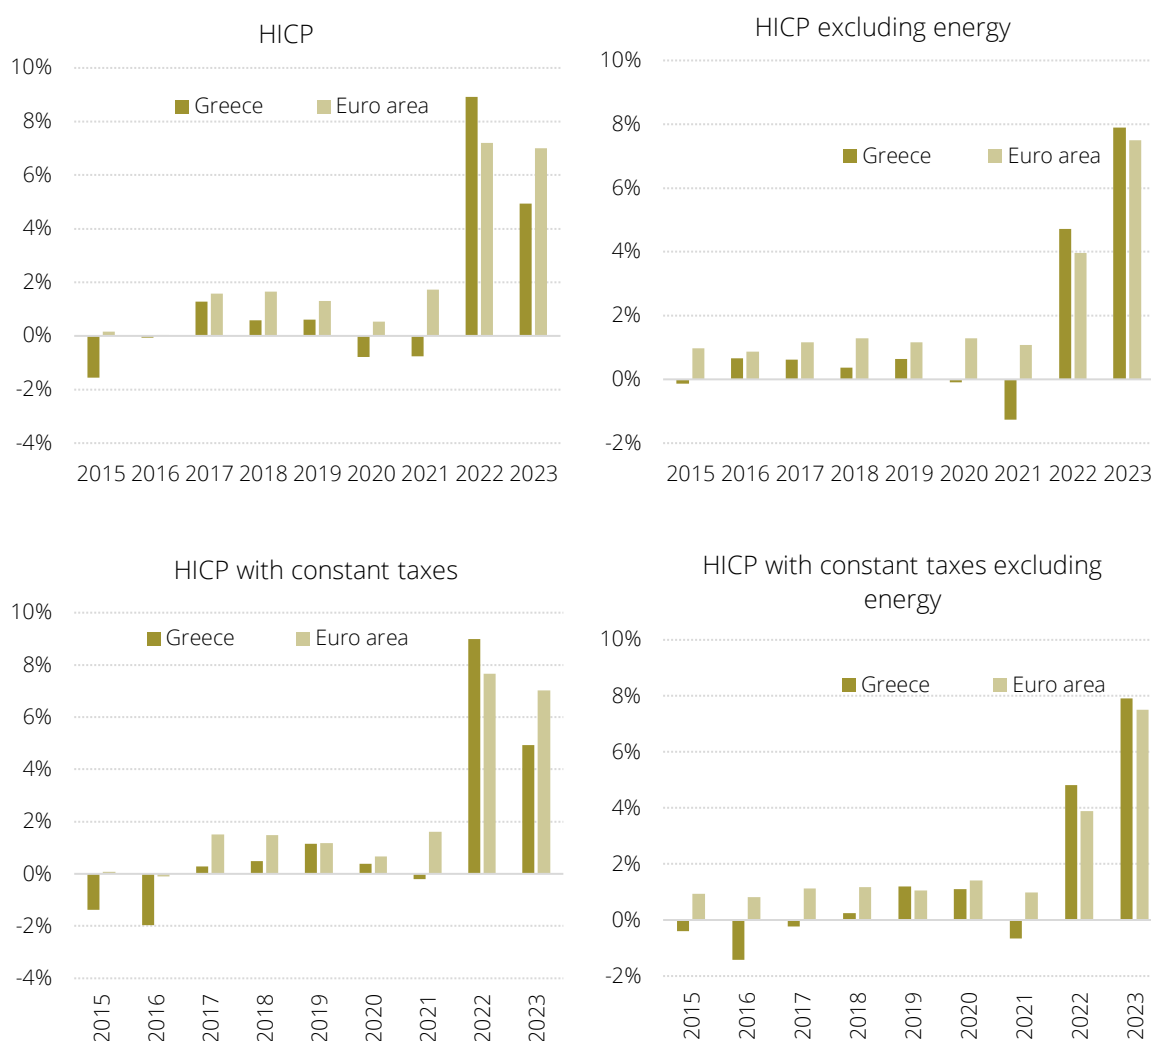 HICP
10%
8%
6%
4%
2%
0%
-2%
-4%
Greece Euro area
2015 2016 2017 2018 2019 2020 2021 2022 2023
HICP excluding energy
10%
8%
6%
4%
2%
0%
-2%
Greece Euro area
2015 2016 2017 2018 2019 2020 2021 2022 2023
HICP with constant taxes
10%
8%
6%
4%
2%
0%
-2%
-4%
Greece Euro area
2015 2016 2017 2018 2019 2020 2021 2022 2023
HICP with constant taxes excluding
energy
10%
8%
6%
4%
2%
0%
-2%
Greece Euro area
2015 2016 2017 2018 2019 2020 2021 2022 2023